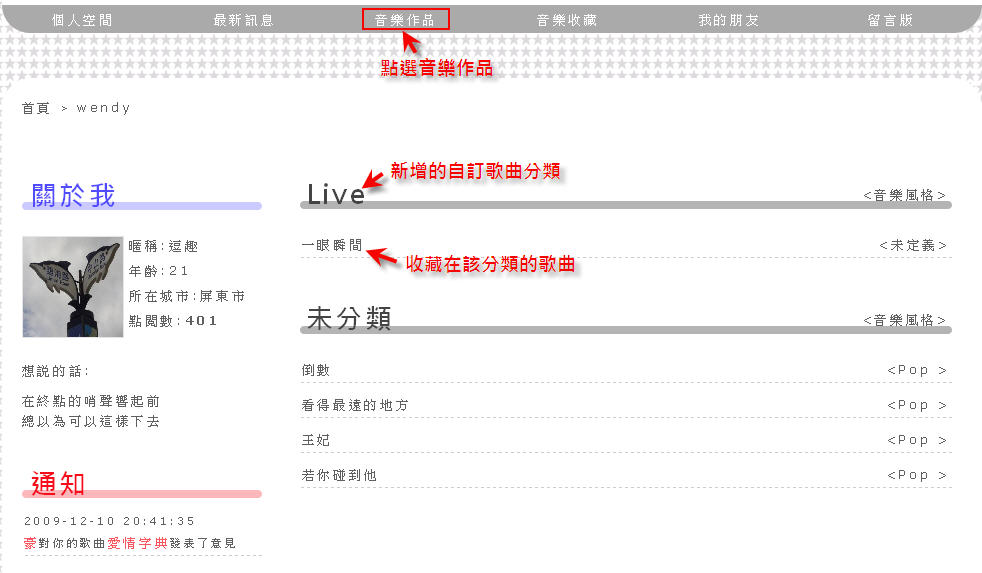 個人空間 最新訊息 音樂作品 音樂收藏 我的朋友 留言版
點選音樂作品
首頁 > wendy
關於我
暱稱:逗趣
年齡:21
所在城市:屏東市
點閱數:401
想説的話:
在終點的哨聲響起前
總以為可以這樣下去
通知
2009-12-10 20:41:35
豪對你的歌曲愛情字典發表了意見
新增的自訂歌曲分類
Live <音樂風格>
一眼瞬間 <未定義>
收藏在該分類的歌曲
未分類 <音樂風格>
倒數 <Pop >
看得最遠的地方 <Pop >
王妃 <Pop >
若你碰到他 <Pop >